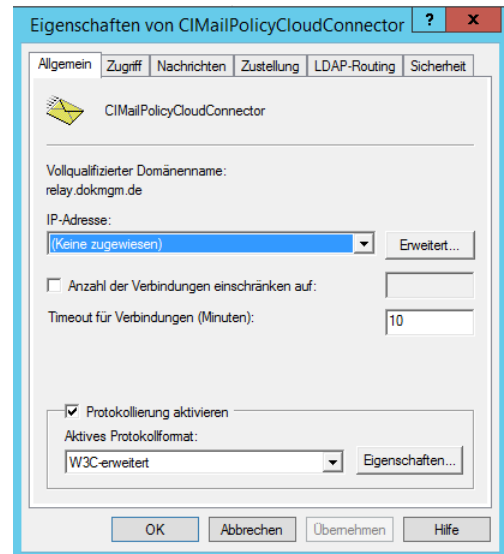 Eigenschaften von CIMailPolicyCloudConnector ? x
Allgemein Zugriff Nachrichten Zustellung LDAP-Routing Sicherheit
CIMailPolicyCloudConnector
Vollqualifizierter Domänenname:
relay.dokmgm.de
IP-Adresse:
(Keine zugewiesen) Erweitert...
Anzahl der Verbindungen einschränken auf:
Timeout für Verbindungen (Minuten): 10
Protokollierung aktivieren
Aktives Protokollformat:
W3C-erweitert Eigenschaften...
OK Abbrechen Übernehmen Hilfe